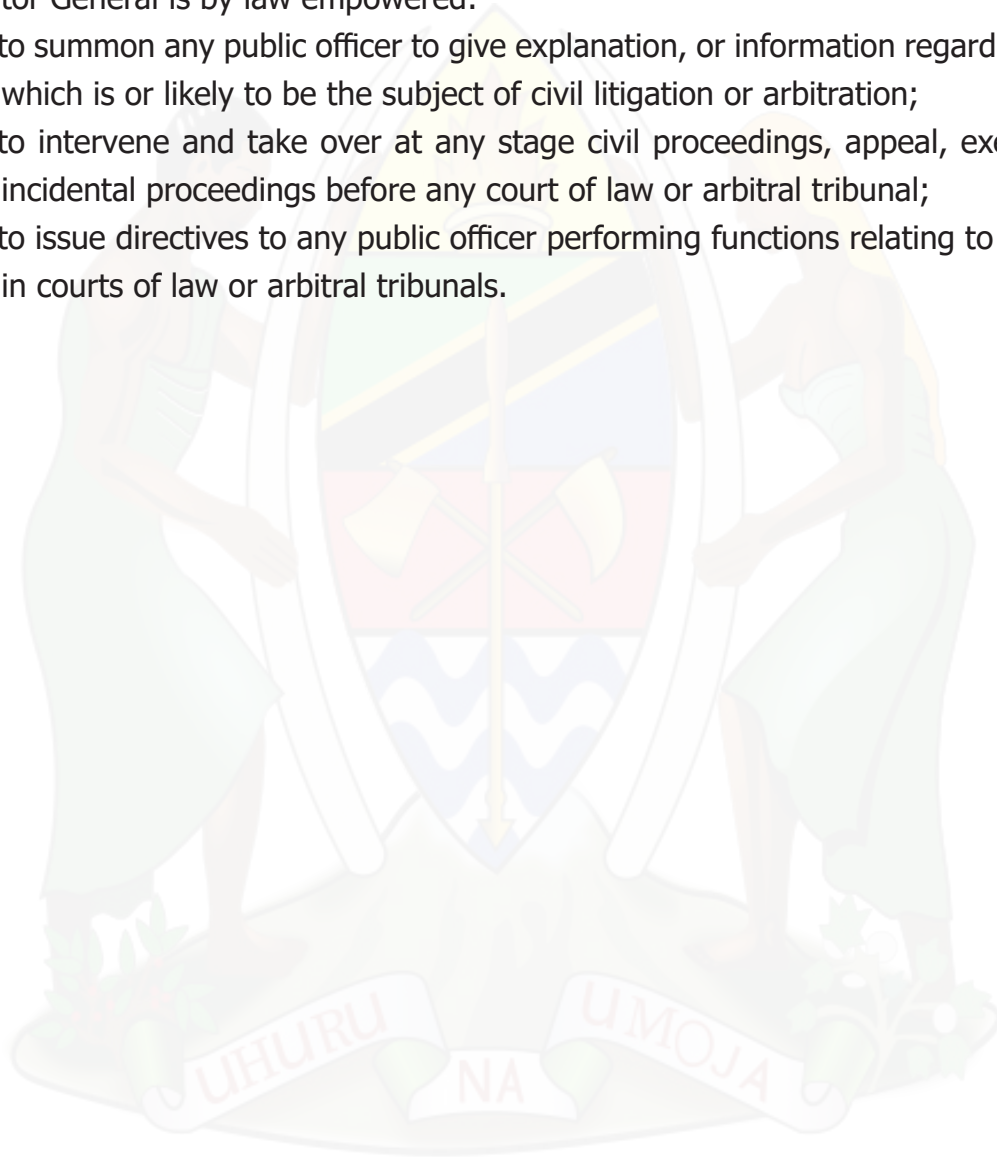 tor General is by law empowered:
to summon any public officer to give explanation, or information regard
which is or likely to be the subject of civil litigation or arbitration;
to intervene and take over at any stage civil proceedings, appeal, exe
incidental proceedings before any court of law or arbitral tribunal;
to issue directives to any public officer performing functions relating to
in courts of law or arbitral tribunals.
UHURU NA UMOJA